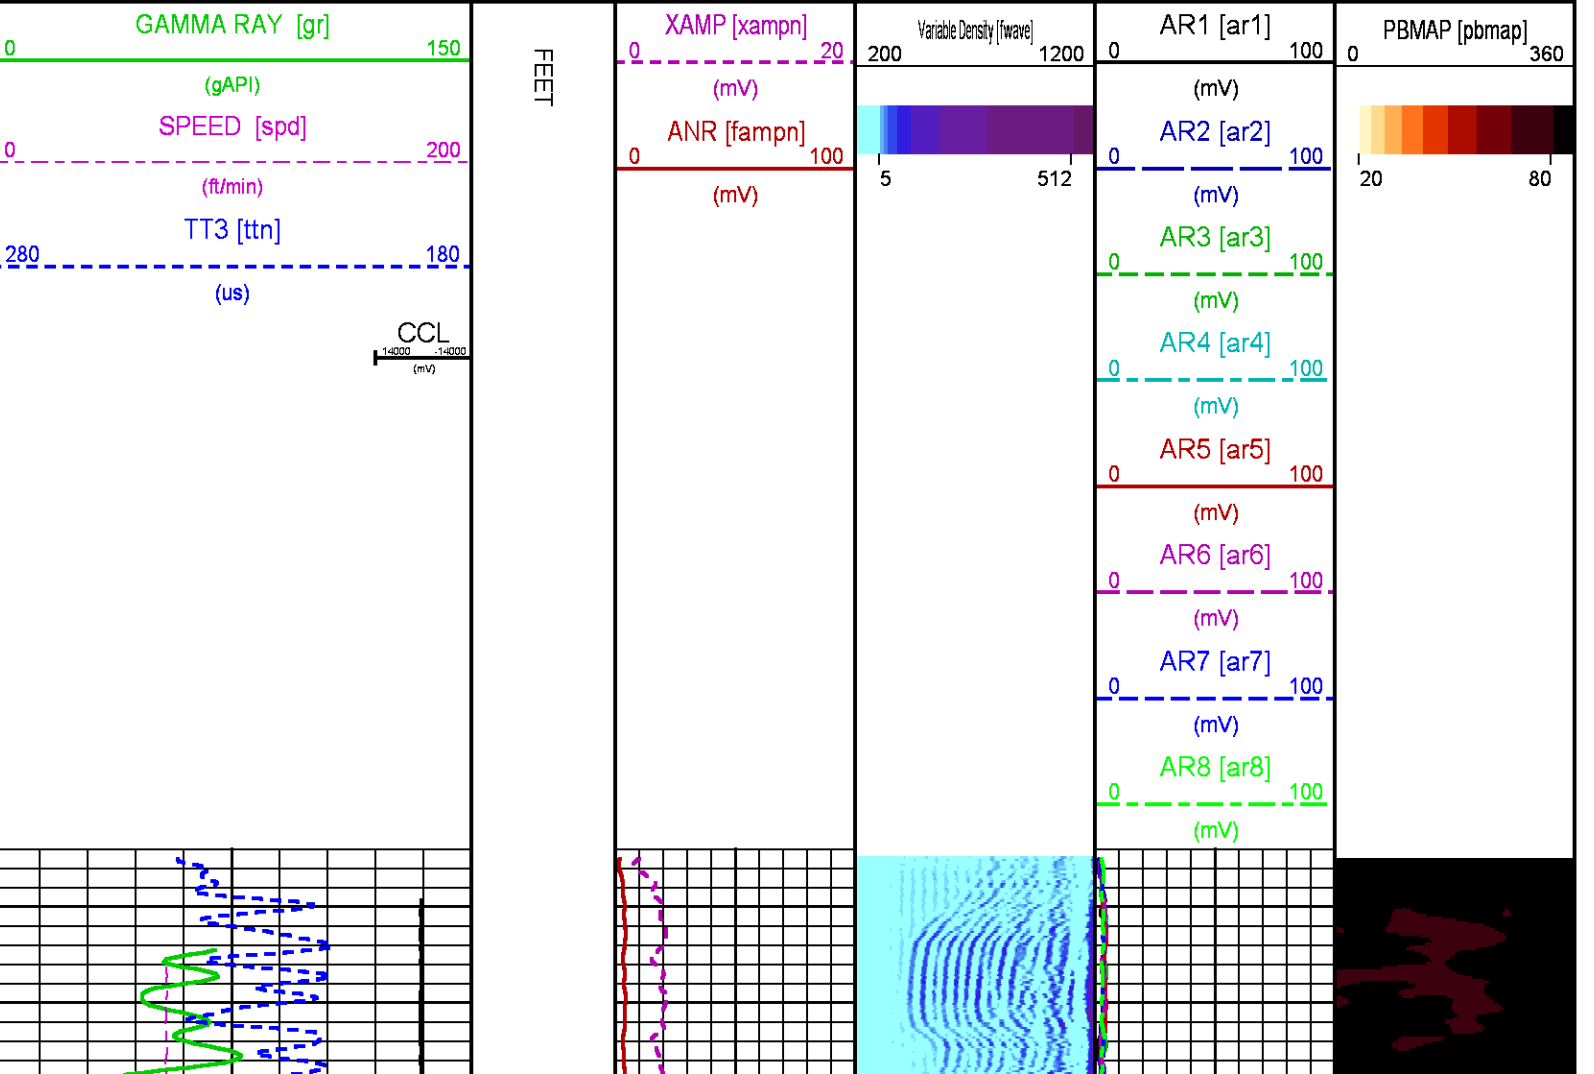 GAMMA RAY [gr]
0 150
(gAPI)
SPEED [spd]
0 200
(ft/min)
TT3 [ttn]
280 180
(us)
CCL
14000 -14000
(mV)
FEET
XAMP [xampn]
0 20
(mV)
ANR [fampn]
0 100
(mV)
Variable Density [fwave]
200 1200
5 512
AR1 [ar1]
0 100
(mV)
AR2 [ar2]
0 100
(mV)
AR3 [ar3]
0 100
(mV)
AR4 [ar4]
0 100
(mV)
AR5 [ar5]
0 100
(mV)
AR6 [ar6]
0 100
(mV)
AR7 [ar7]
0 100
(mV)
AR8 [ar8]
0 100
(mV)
PBMAP [pbmap]
0 360
20 80